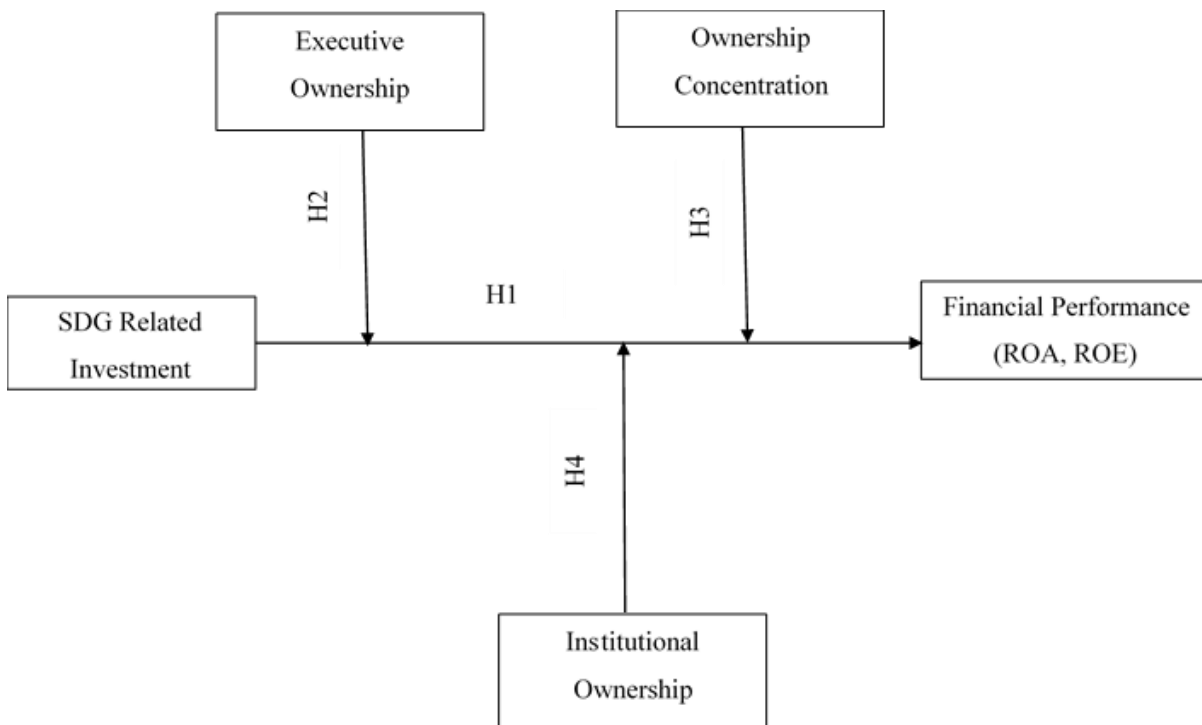 Executive
Ownership
Ownership
Concentration
H2
H3
H1
SDG Related
Investment
Financial Performance
(ROA, ROE)
H4
Institutional
Ownership